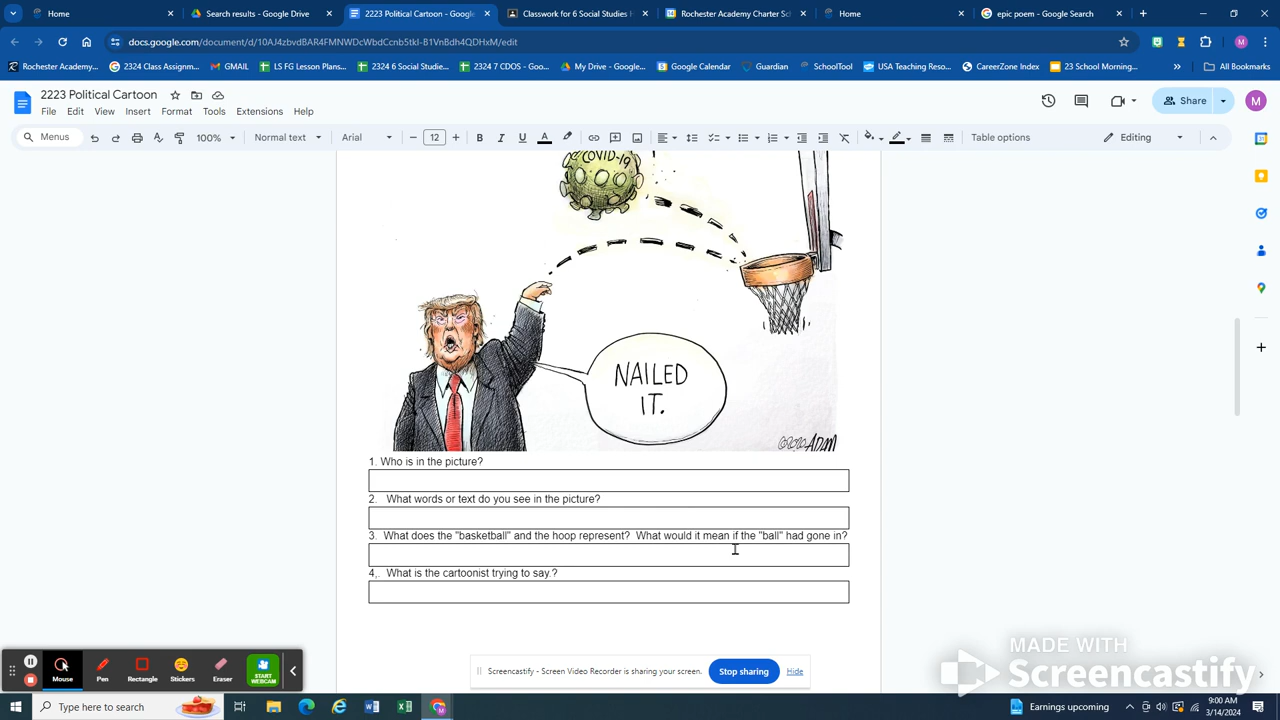 Home
Search results - Google Drive
2223 Political Cartoon - Google
Classwork for 6 Social Studies H
Rochester Academy Charter Sc
Home
epic poem - Google Search
docs.google.com/document/d/10AJ4zbvdBAR4FMNWDcWbdCcnb5tkI-B1VnBdh4QDHxM/edit
Rochester Academy... 2324 Class Assignm... GMAIL LS FG Lesson Plans... 2324 6 Social Studie... 2324 7 CDOS - Goo... My Drive - Google... Google Calendar Guardian SchoolTool USA Teaching Reso... CareerZone Index 23 School Morning... All Bookmarks
2223 Political Cartoon
File Edit View Insert Format Tools Extensions Help
Share
M
Menus 100% Normal text Arial 12 Table options Editing
COVID-19
NAILED
IT.
1. Who is in the picture?
2. What words or text do you see in the picture?
3. What does the "basketball" and the hoop represent? What would it mean if the "ball" had gone in?
4,. What is the cartoonist trying to say.?
Mouse Pen Rectangle Stickers Eraser START WEBCAM
Screencastify - Screen Video Recorder is sharing your screen. Stop sharing Hide
MADE WITH
Screencastify
Type here to search
Earnings upcoming
9:00 AM
3/14/2024